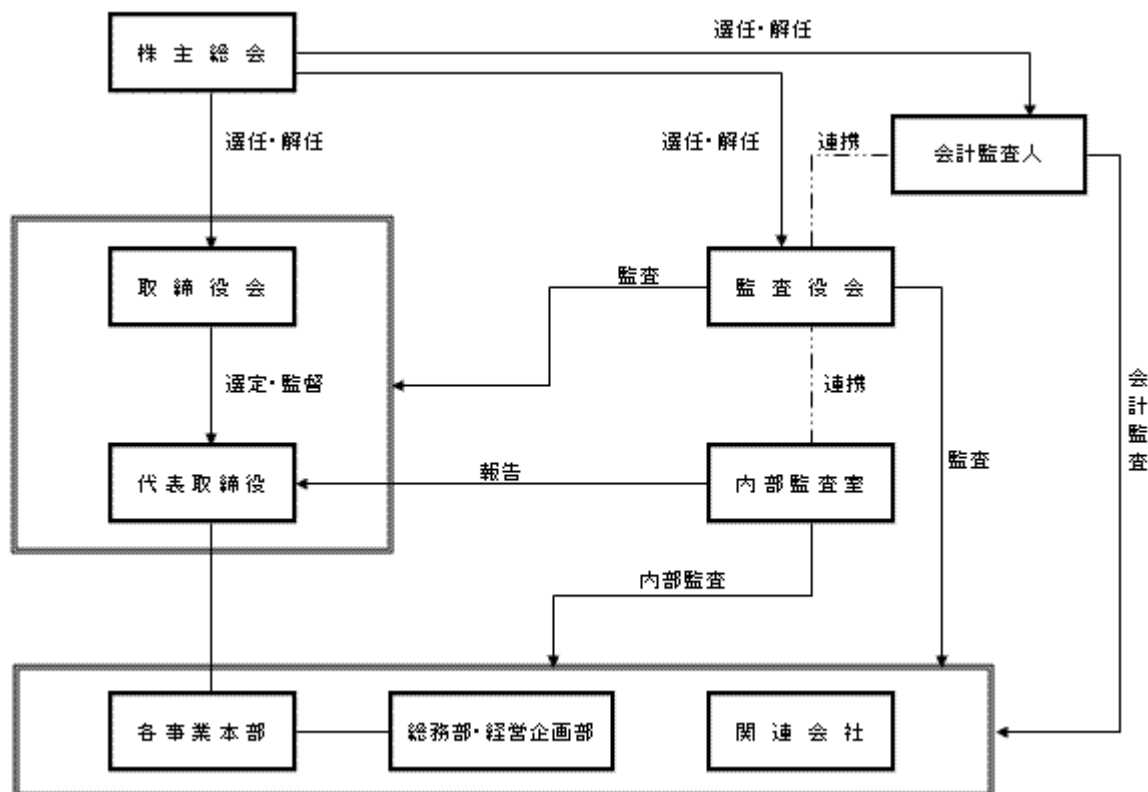 株主総会
選任・解任
選任・解任
選任・解任
連携
会計監査人
取締役会
監査
監査役会
選定・監督
連携
会計監査
代表取締役
報告
内部監査室
監査
内部監査
各事業本部
総務部・経営企画部
関連会社